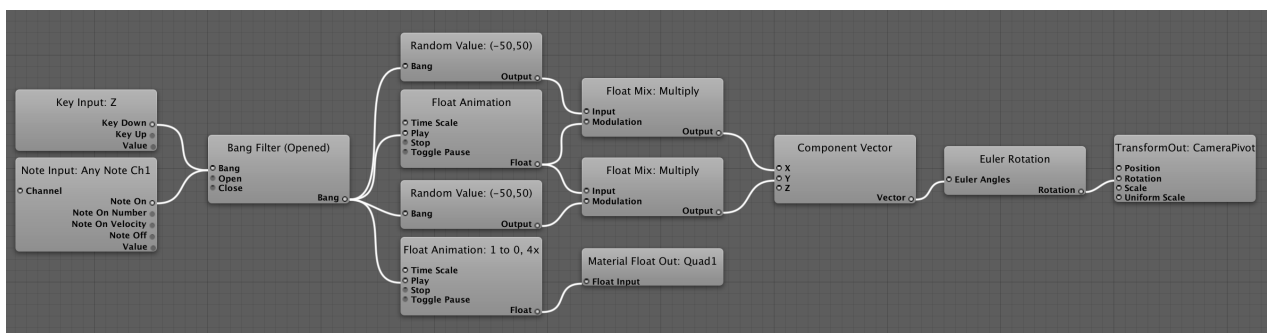 Key Input: Z
Key Down
Key Up
Value
Note Input: Any Note Ch1
Channel
Note On
Note On Number
Note On Velocity
Note Off
Value
Bang Filter (Opened)
Bang
Open
Close
Bang
Random Value: (-50,50)
Bang
Output
Float Animation
Time Scale
Play
Stop
Toggle Pause
Float
Random Value: (-50,50)
Bang
Output
Float Animation: 1 to 0, 4x
Time Scale
Play
Stop
Toggle Pause
Float
Float Mix: Multiply
Input
Modulation
Output
Float Mix: Multiply
Input
Modulation
Output
Material Float Out: Quad1
Float Input
Component Vector
X
Y
Z
Vector
Euler Rotation
Euler Angles
Rotation
TransformOut: CameraPivot
Position
Rotation
Scale
Uniform Scale